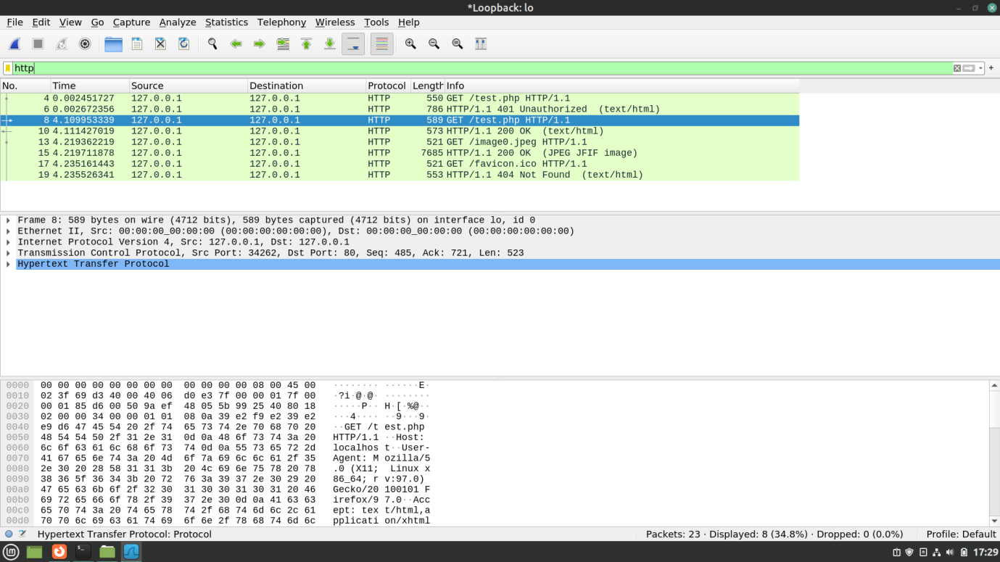 *Loopback: lo
File Edit View Go Capture Analyze Statistics Telephony Wireless Tools Help
http
No. Time Source Destination Protocol Length Info
4 0.002451727 127.0.0.1 127.0.0.1 HTTP 550 GET /test.php HTTP/1.1
6 0.002672356 127.0.0.1 127.0.0.1 HTTP 786 HTTP/1.1 401 Unauthorized (text/html)
8 4.109953339 127.0.0.1 127.0.0.1 HTTP 589 GET /test.php HTTP/1.1
10 4.111427019 127.0.0.1 127.0.0.1 HTTP 573 HTTP/1.1 200 OK (text/html)
13 4.219362219 127.0.0.1 127.0.0.1 HTTP 521 GET /image0.jpeg HTTP/1.1
15 4.219711878 127.0.0.1 127.0.0.1 HTTP 7685 HTTP/1.1 200 OK (JPEG JFIF image)
17 4.235161443 127.0.0.1 127.0.0.1 HTTP 521 GET /favicon.ico HTTP/1.1
19 4.235526341 127.0.0.1 127.0.0.1 HTTP 553 HTTP/1.1 404 Not Found (text/html)
Frame 8: 589 bytes on wire (4712 bits), 589 bytes captured (4712 bits) on interface lo, id 0
Ethernet II, Src: 00:00:00_00:00:00 (00:00:00:00:00:00), Dst: 00:00:00_00:00:00 (00:00:00:00:00:00)
Internet Protocol Version 4, Src: 127.0.0.1, Dst: 127.0.0.1
Transmission Control Protocol, Src Port: 34262, Dst Port: 80, Seq: 485, Ack: 721, Len: 523
Hypertext Transfer Protocol
0000 00 00 00 00 00 00 00 00 00 00 00 00 08 00 45 00 ········ ······E·
0010 02 3f 69 d3 40 00 40 06 d0 e3 7f 00 00 01 7f 00 ·?i·@·@· ········
0020 00 01 85 d6 00 50 9a ef 48 05 5b 99 25 40 80 18 ·····P·· H·[·%@··
0030 02 00 00 34 00 00 01 01 08 0a 39 e2 f9 e2 39 e2 ···4···· ··9···9·
0040 e9 d6 47 45 54 20 2f 74 65 73 74 2e 70 68 70 20 ··GET /t est.php
0050 48 54 54 50 2f 31 2e 31 0d 0a 48 6f 73 74 3a 20 HTTP/1.1 ··Host:
0060 6c 6f 63 61 6c 68 6f 73 74 0d 0a 55 73 65 72 2d localhos t··User-
0070 41 67 65 6e 74 3a 20 4d 6f 7a 69 6c 6c 61 2f 35 Agent: M ozilla/5
0080 2e 30 20 28 58 31 31 3b 20 4c 69 6e 75 78 20 78 .0 (X11; Linux x
0090 38 36 5f 36 34 3b 20 72 76 3a 39 37 2e 30 29 20 86_64; r v:97.0)
00a0 47 65 63 6b 6f 2f 32 30 31 30 30 31 30 31 20 46 Gecko/20 100101 F
00b0 69 72 65 66 6f 78 2f 39 37 2e 30 0d 0a 41 63 63 irefox/9 7.0··Acc
00c0 65 70 74 3a 20 74 65 78 74 2f 68 74 6d 6c 2c 61 ept: tex t/html,a
00d0 70 70 6c 69 63 61 74 69 6f 6e 2f 78 68 74 6d 6c pplicati on/xhtml
Hypertext Transfer Protocol: Protocol Packets: 23 · Displayed: 8 (34.8%) · Dropped: 0 (0.0%) Profile: Default
17:29